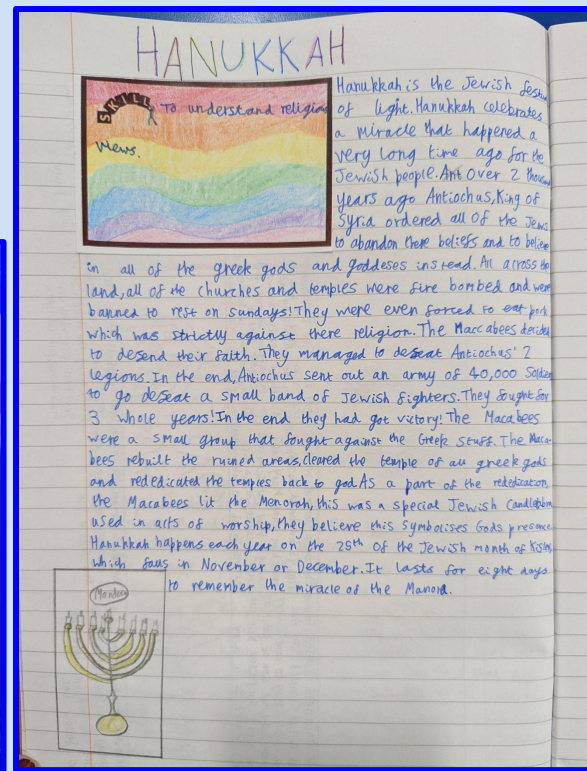 HANUKKAH
SKILL To understand religious
views.
Hanukkah is the Jewish festival
of light. Hanukkah celebrates
a miracle that happened a
very long time ago for the
Jewish people. Ant Over 2 thousand
years ago Antiochus, King of
Syria ordered all of the Jews
to abandon there beliefs and to believe
in all of the greek gods and goddeses instead. All across the
land, all of the churches and temples were fire bombed and were
banned to rest on sundays! They were even forced to eat pork
which was strictly against there religion. The Maccabees decided
to defend their faith. They managed to defeat Antiochus' 2
legions. In the end, Antiochus sent out an army of 40,000 soldiers
to go defeat a small band of Jewish fighters. They fought for
3 whole years! In the end they had got victory! The Macabees
were a small group that fought against the Greek stuff. The Maca-
bees rebuilt the ruined areas, cleared the temple of all greek gods
and rededicated the temples back to god. As a part of the rededication
the Macabees lit the Menorah, this was a special Jewish
used in acts of worship, they believe this symbolises Gods presence
Hanukkah happens each year on the 25th of the Jewish month of
which falls in November or December. It lasts for eight days
to remember the miracle of the Manora.